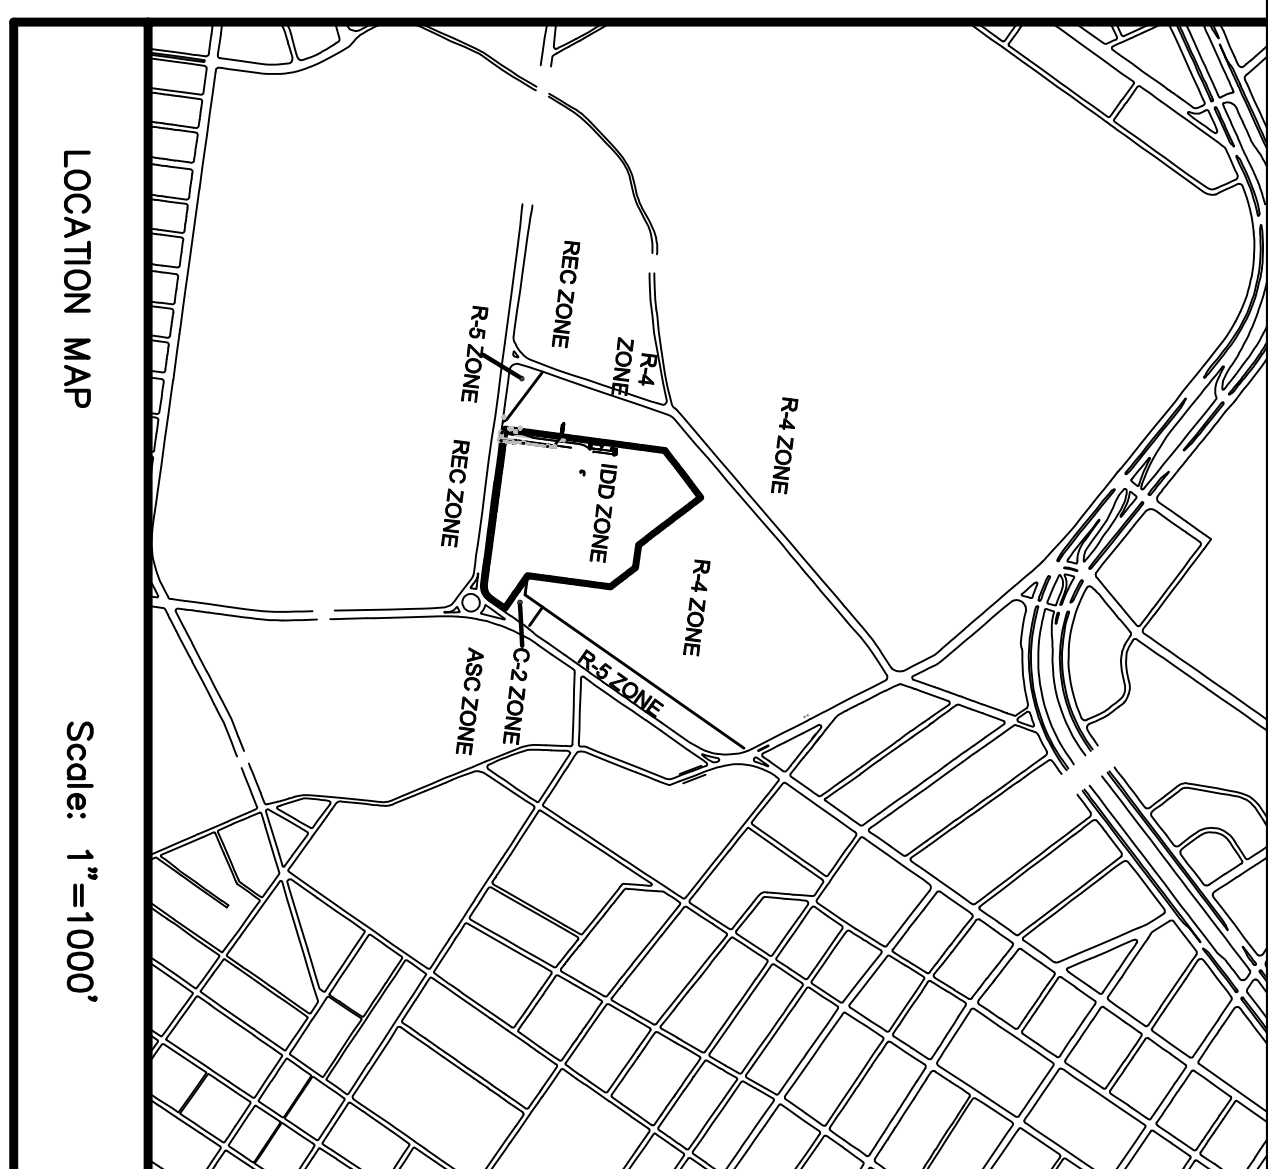 LOCATION MAP
Scale: 1"=1000'
R-4 ZONE
R-4 ZONE
R-4
ZONE
IDD ZONE
REC ZONE
R-5 ZONE
C-2 ZONE
R-5 ZONE
REC ZONE
ASC ZONE